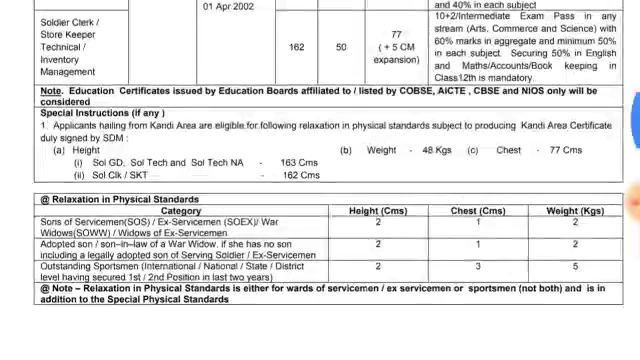 and 40% in each subject
01 Apr 2002
Soldier Clerk /
Store Keeper
Technical /
Inventory
Management
162
50
77
( + 5 CM
expansion)
10+2/Intermediate Exam Pass in any
stream (Arts, Commerce and Science) with
60% marks in aggregate and minimum 50%
in each subject. Securing 50% in English
and Maths/Accounts/Book keeping in
Class12th is mandatory.
Note. Education Certificates issued by Education Boards affiliated to / listed by COBSE, AICTE , CBSE and NIOS only will be
considered
Special Instructions (if any )
1. Applicants hailing from Kandi Area are eligible for following relaxation in physical standards subject to producing Kandi Area Certificate
duly signed by SDM :
(a) Height (b) Weight - 48 Kgs (c) Chest - 77 Cms
(i) Sol GD, Sol Tech and Sol Tech NA - 163 Cms
(ii) Sol Clk / SKT - 162 Cms
@ Relaxation in Physical Standards
Category Height (Cms) Chest (Cms) Weight (Kgs)
Sons of Servicemen(SOS) / Ex-Servicemen (SOEX)/ War
Widows(SOWW) / Widows of Ex-Servicemen
2 1 2
Adopted son / son-in-law of a War Widow, if she has no son
including a legally adopted son of Serving Soldier / Ex-Servicemen
2 1 2
Outstanding Sportsmen (International / National / State / District
level having secured 1st / 2nd Position in last two years)
2 3 5
@ Note – Relaxation in Physical Standards is either for wards of servicemen / ex servicemen or sportsmen (not both) and is in
addition to the Special Physical Standards